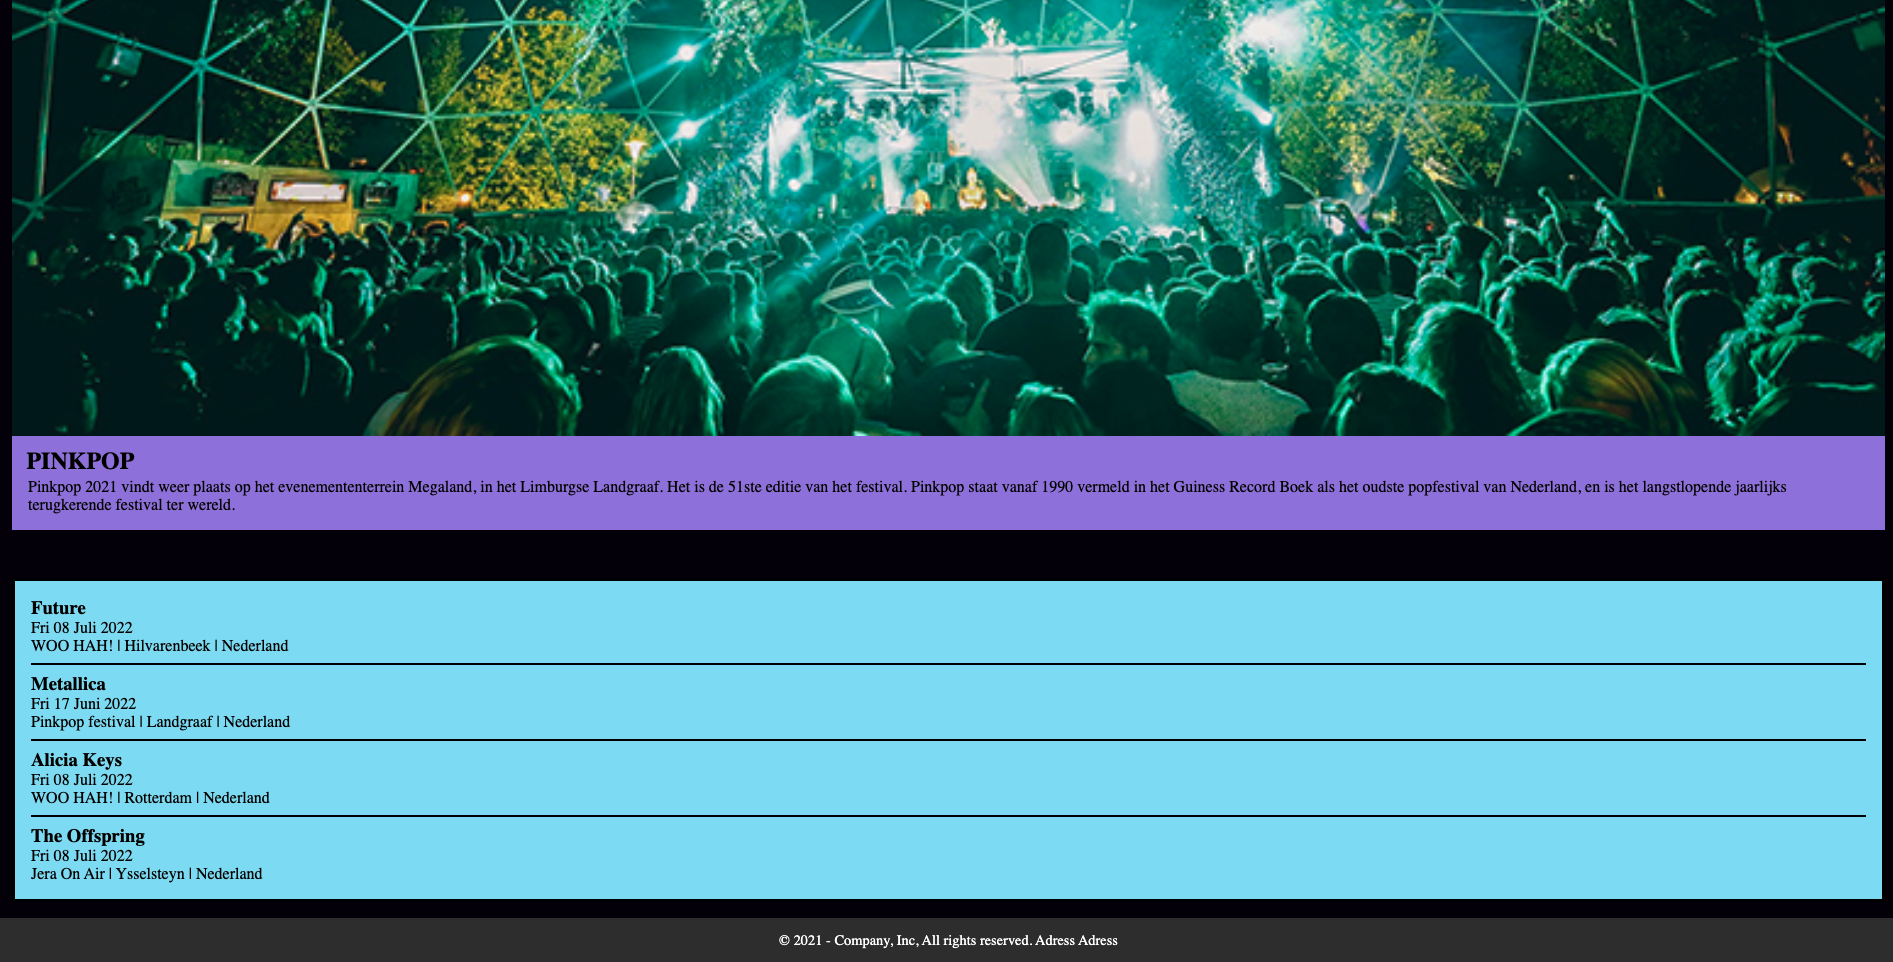 PINKPOP
Pinkpop 2021 vindt weer plaats op het evenemententerrein Megaland, in het Limburgse Landgraaf. Het is de 51ste editie van het festival. Pinkpop staat vanaf 1990 vermeld in het Guiness Record Boek als het oudste popfestival van Nederland, en is het langstlopende jaarlijks
terugkerende festival ter wereld.
Future
Fri 08 Juli 2022
WOO HAH! | Hilvarenbeek | Nederland
Metallica
Fri 17 Juni 2022
Pinkpop festival | Landgraaf | Nederland
Alicia Keys
Fri 08 Juli 2022
WOO HAH! | Rotterdam | Nederland
The Offspring
Fri 08 Juli 2022
Jera On Air | Ysselsteyn | Nederland
© 2021 - Company, Inc, All rights reserved. Adress Adress